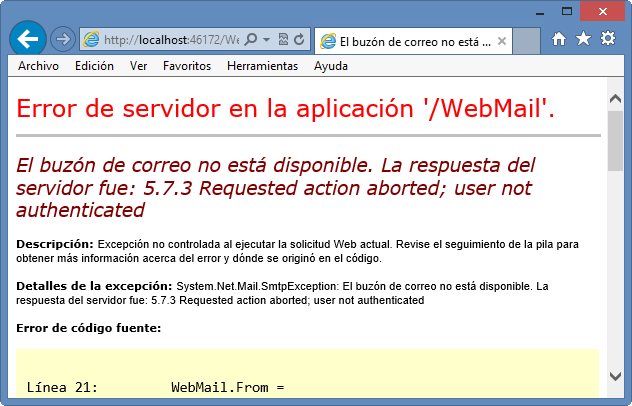 http://localhost:46172/We
El buzón de correo no está ...
Archivo Edición Ver Favoritos Herramientas Ayuda
Error de servidor en la aplicación '/WebMail'.
El buzón de correo no está disponible. La respuesta del
servidor fue: 5.7.3 Requested action aborted; user not
authenticated
Descripción: Excepción no controlada al ejecutar la solicitud Web actual. Revise el seguimiento de la pila para
obtener más información acerca del error y dónde se originó en el código.
Detalles de la excepción: System.Net.Mail.SmtpException: El buzón de correo no está disponible. La
respuesta del servidor fue: 5.7.3 Requested action aborted; user not authenticated
Error de código fuente:
Línea 21: WebMail.From =